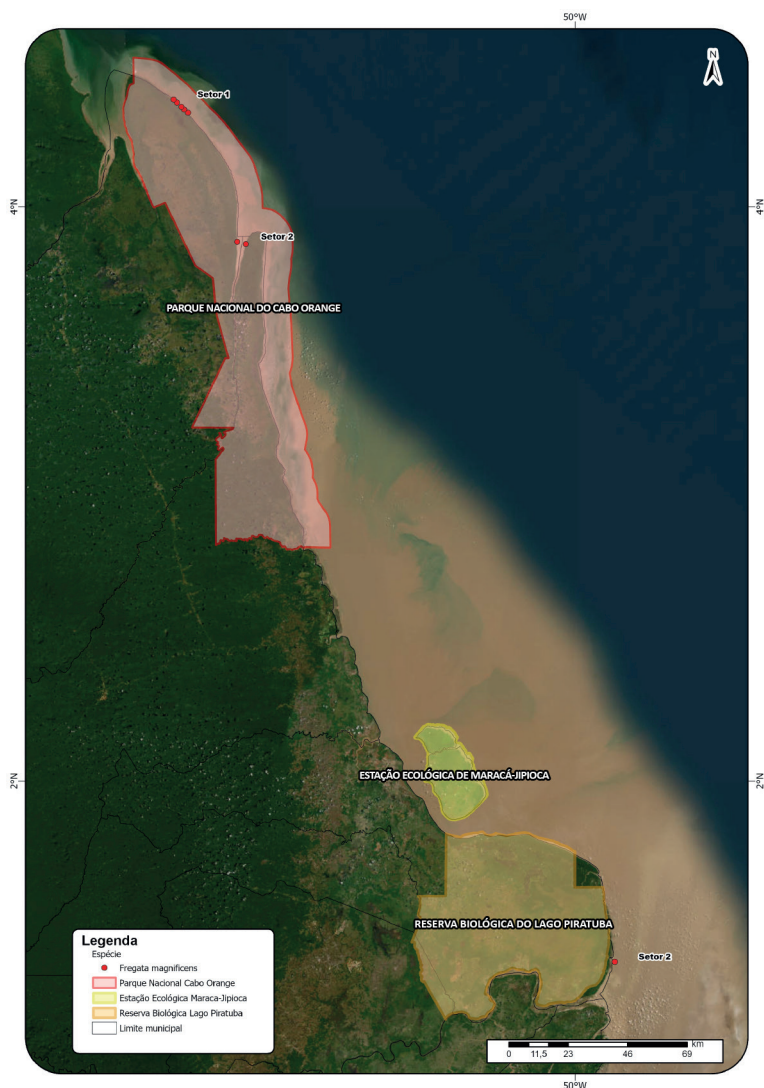 50°W
N
Setor 1
4°N
4°N
Setor 2
PARQUE NACIONAL DO CABO ORANGE
2°N
2°N
ESTAÇÃO ECOLÓGICA DE MARACÁ-JIPIOCA
RESERVA BIOLÓGICA DO LAGO PIRATUBA
Setor 2
Legenda
Espécie
Fregata magnificens
Parque Nacional Cabo Orange
Estação Ecológica Maraca-Jipioca
Reserva Biológica Lago Piratuba
Limite municipal
km
0 11,5 23 46 69
50°W